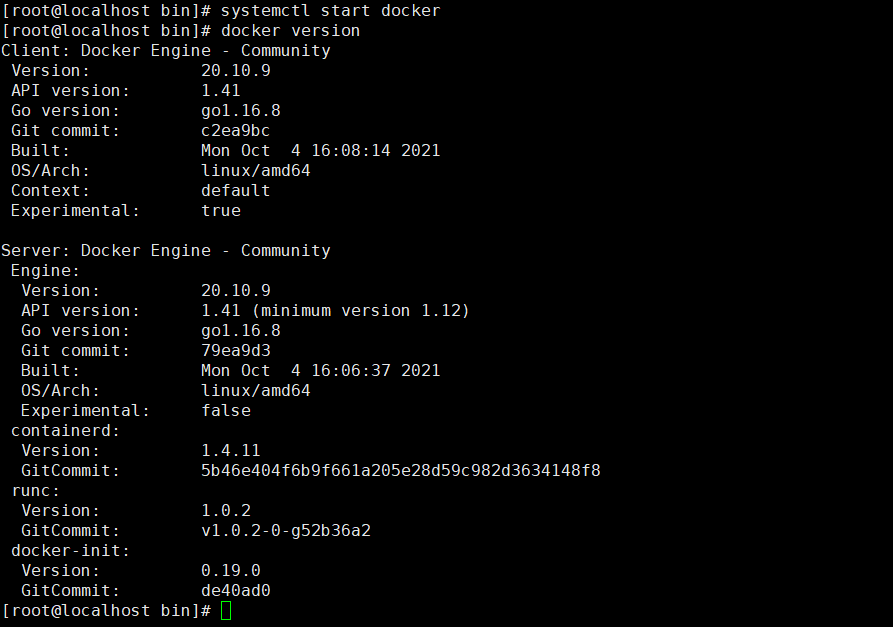 [root@localhost bin]# systemctl start docker
[root@localhost bin]# docker version
Client: Docker Engine - Community
 Version:           20.10.9
 API version:       1.41
 Go version:        go1.16.8
 Git commit:        c2ea9bc
 Built:             Mon Oct  4 16:08:14 2021
 OS/Arch:           linux/amd64
 Context:           default
 Experimental:      true

Server: Docker Engine - Community
 Engine:
  Version:          20.10.9
  API version:      1.41 (minimum version 1.12)
  Go version:       go1.16.8
  Git commit:       79ea9d3
  Built:            Mon Oct  4 16:06:37 2021
  OS/Arch:          linux/amd64
  Experimental:     false
 containerd:
  Version:          1.4.11
  GitCommit:        5b46e404f6b9f661a205e28d59c982d3634148f8
 runc:
  Version:          1.0.2
  GitCommit:        v1.0.2-0-g52b36a2
 docker-init:
  Version:          0.19.0
  GitCommit:        de40ad0
[root@localhost bin]#